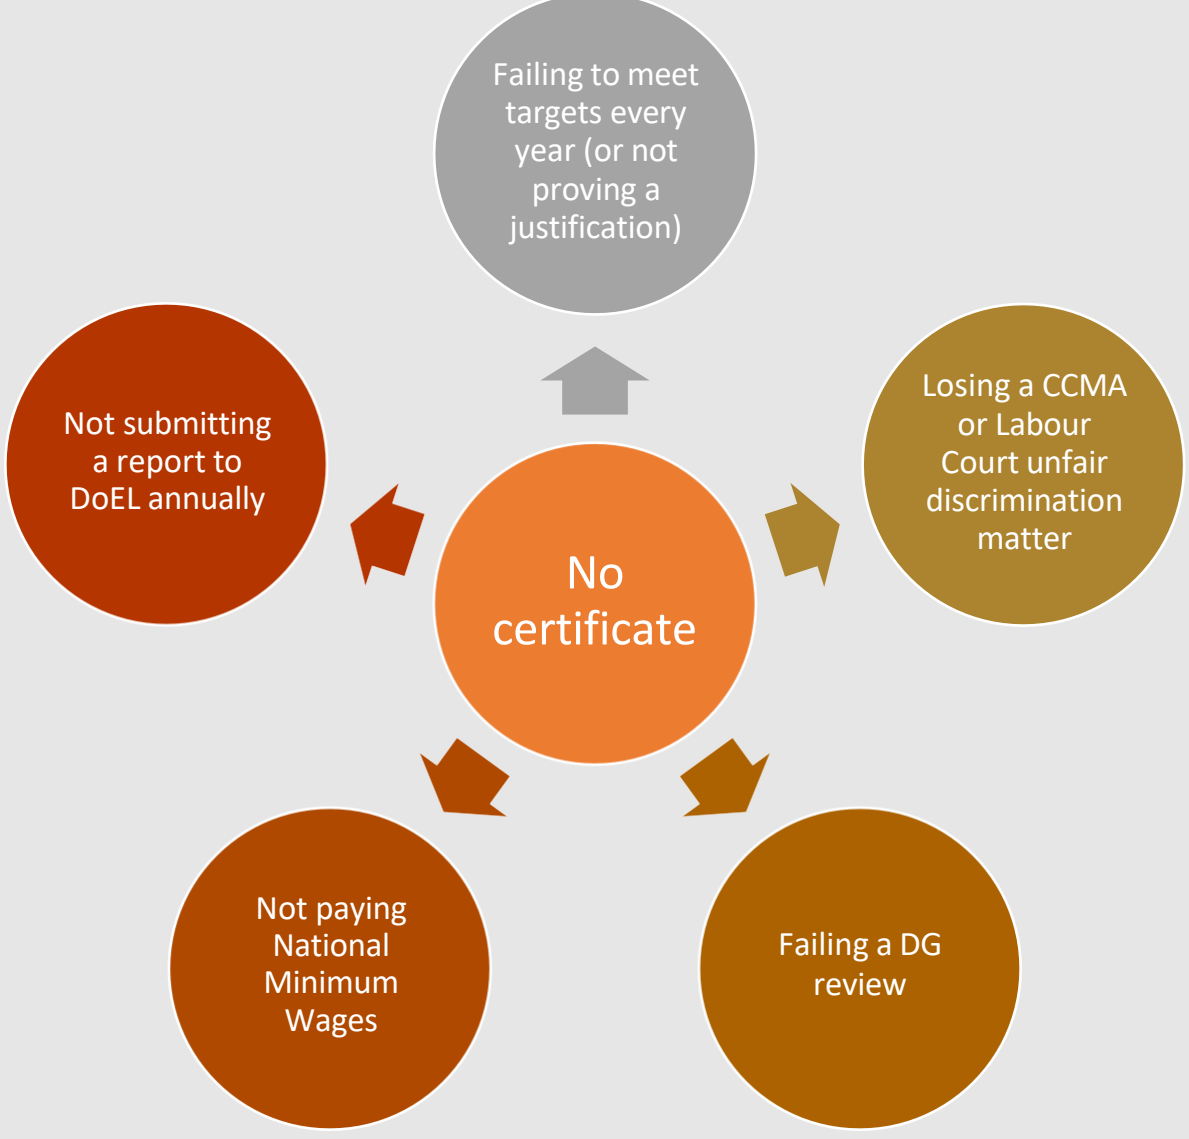 Failing to meet
targets every
year (or not
proving a
justification)
Losing a CCMA
or Labour
Court unfair
discrimination
matter
Not submitting
a report to
DoEL annually
No
certificate
Not paying
National
Minimum
Wages
Failing a DG
review